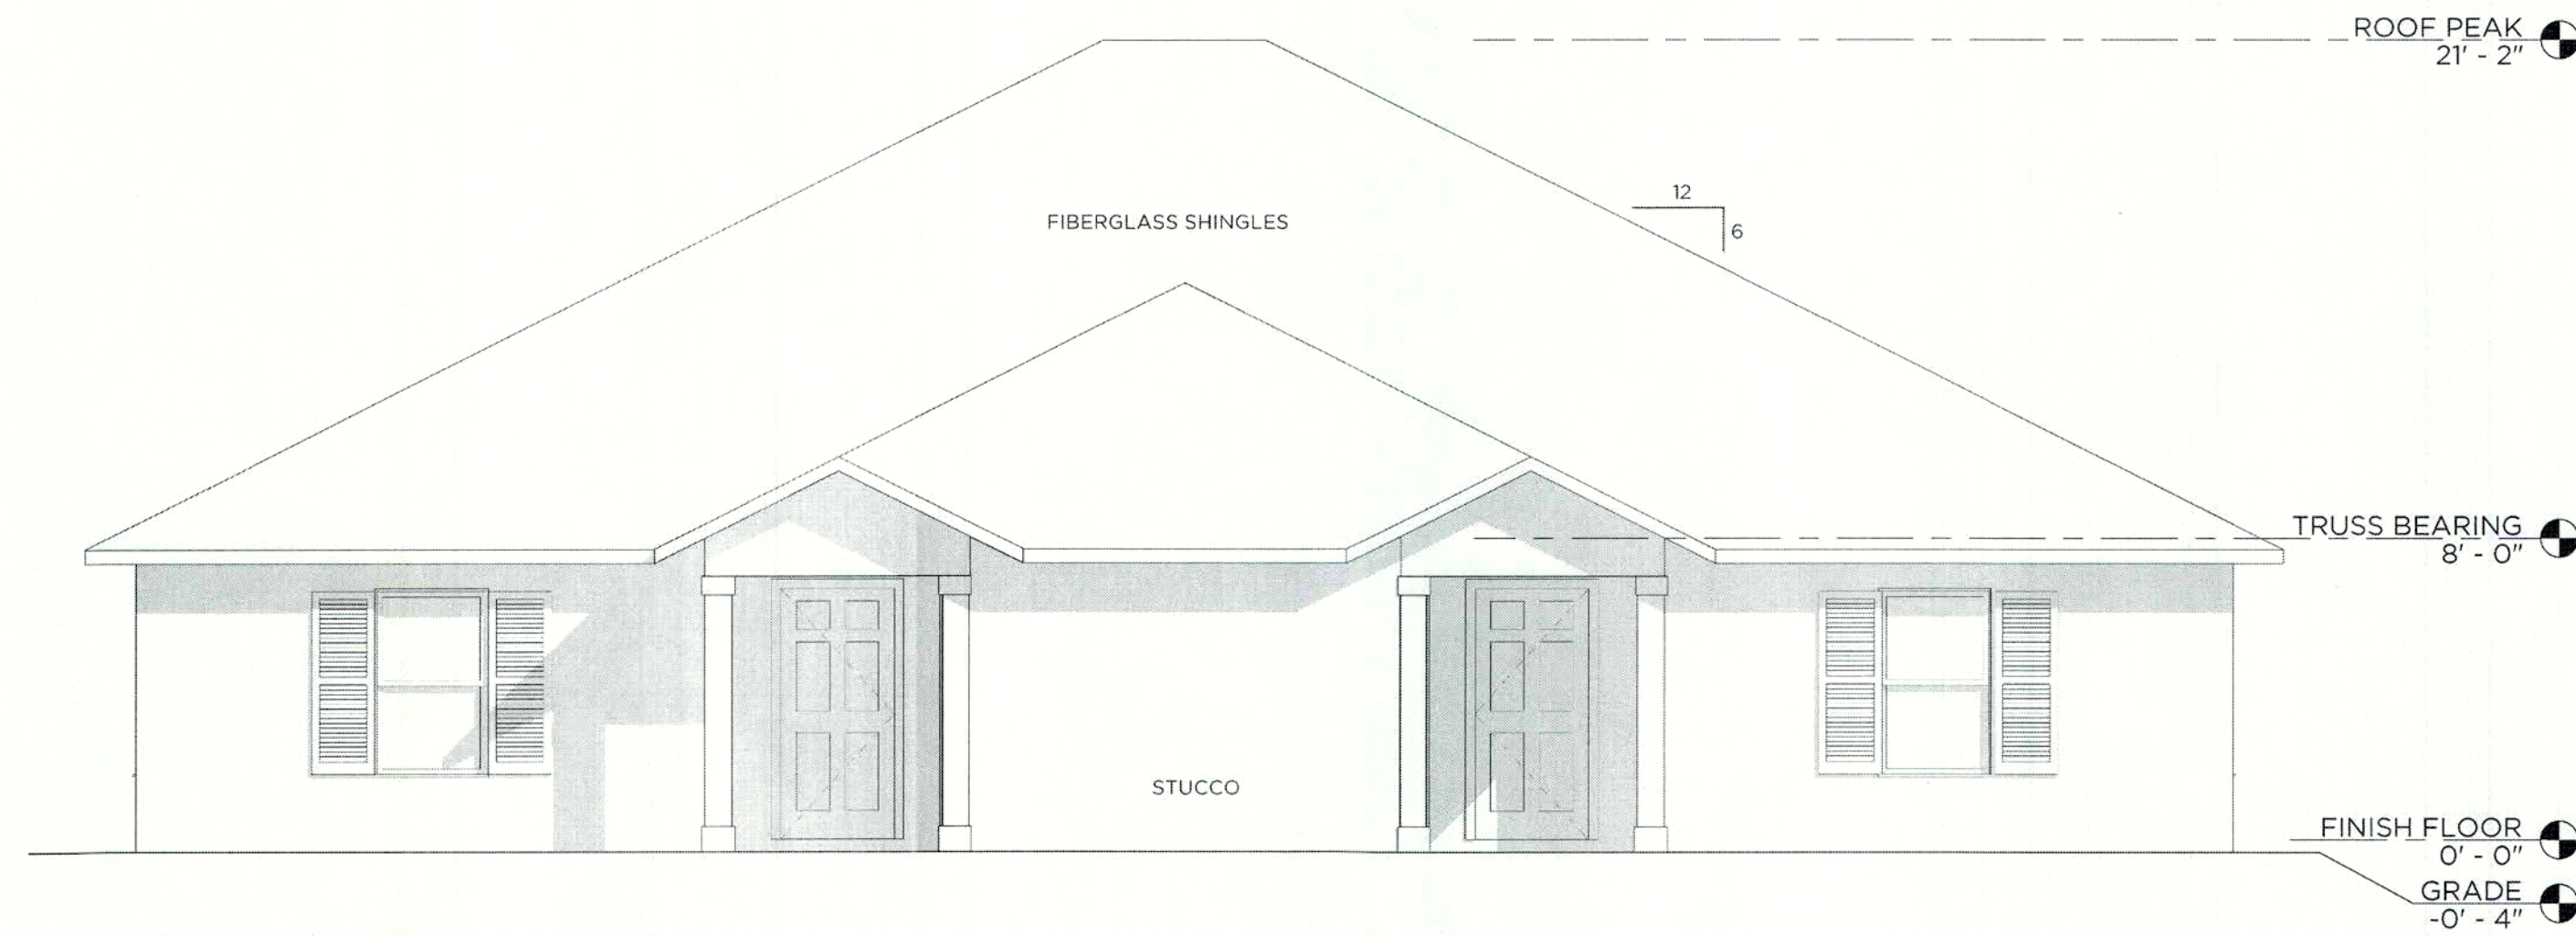 ROOF PEAK
21' - 2"
12
6
FIBERGLASS SHINGLES
TRUSS BEARING
8' - 0"
STUCCO
FINISH FLOOR
0' - 0"
GRADE
-0' - 4"